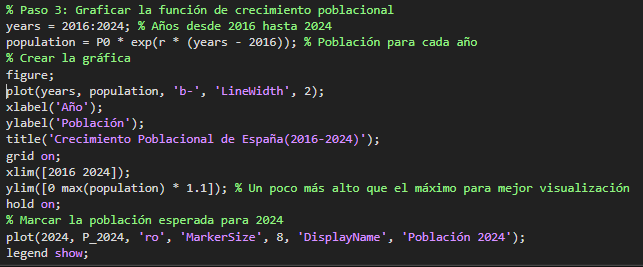 % Paso 3: Graficar la función de crecimiento poblacional
years = 2016:2024; % Años desde 2016 hasta 2024
population = P0 * exp(r * (years - 2016)); % Población para cada año
% Crear la gráfica
figure;
plot(years, population, 'b-', 'LineWidth', 2);
xlabel('Año');
ylabel('Población');
title('Crecimiento Poblacional de España(2016-2024)');
grid on;
xlim([2016 2024]);
ylim([0 max(population) * 1.1]); % Un poco más alto que el máximo para mejor visualización
hold on;
% Marcar la población esperada para 2024
plot(2024, P_2024, 'ro', 'MarkerSize', 8, 'DisplayName', 'Población 2024');
legend show;